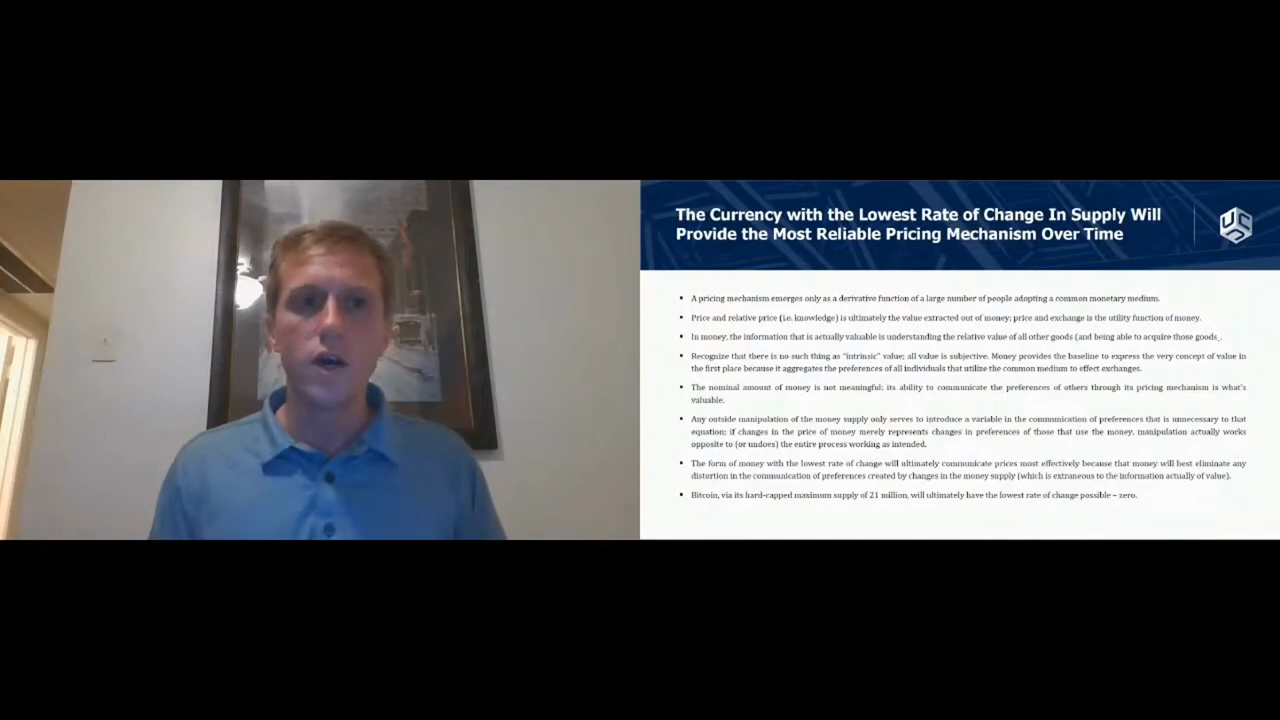 The Currency with the Lowest Rate of Change In Supply Will
Provide the Most Reliable Pricing Mechanism Over Time
▪ A pricing mechanism emerges only as a derivative function of a large number of people adopting a common monetary medium.
▪ Price and relative price (i.e. knowledge) is ultimately the value extracted out of money; price and exchange is the utility function of money.
▪ In money, the information that is actually valuable is understanding the relative value of all other goods (and being able to acquire those goods_.
▪ Recognize that there is no such thing as "intrinsic" value; all value is subjective. Money provides the baseline to express the very concept of value in
the first place because it aggregates the preferences of all individuals that utilize the common medium to effect exchanges.
▪ The nominal amount of money is not meaningful; its ability to communicate the preferences of others through its pricing mechanism is what's
valuable.
▪ Any outside manipulation of the money supply only serves to introduce a variable in the communication of preferences that is unnecessary to that
equation; if changes in the price of money merely represents changes in preferences of those that use the money, manipulation actually works
opposite to (or undoes) the entire process working as intended.
▪ The form of money with the lowest rate of change will ultimately communicate prices most effectively because that money will best eliminate any
distortion in the communication of preferences created by changes in the money supply (which is extraneous to the information actually of value).
▪ Bitcoin, via its hard-capped maximum supply of 21 million, will ultimately have the lowest rate of change possible – zero.